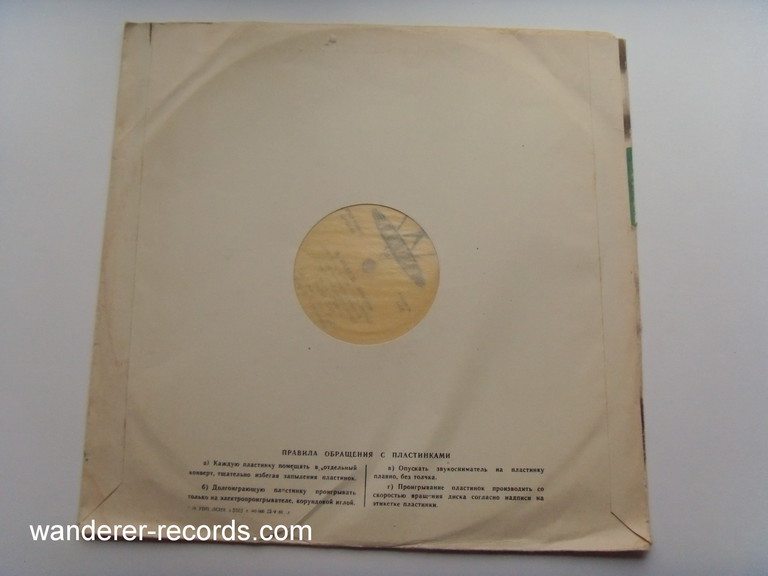 ПРАВИЛА ОБРАЩЕНИЯ С ПЛАСТИНКАМИ
а) Каждую пластинку помещать в отдельный
конверт, тщательно избегая запыления пластинок.
б) Долгоиграющую пластинку проигрывать
только на электропроигрывателе, корундовой иглой.
в) Опускать звукосниматель на пластинку
плавно, без толчка.
г) Проигрывание пластинок производить со
скоростью вращения диска согласно надписи на
этикетке пластинки.
wanderer-records.com